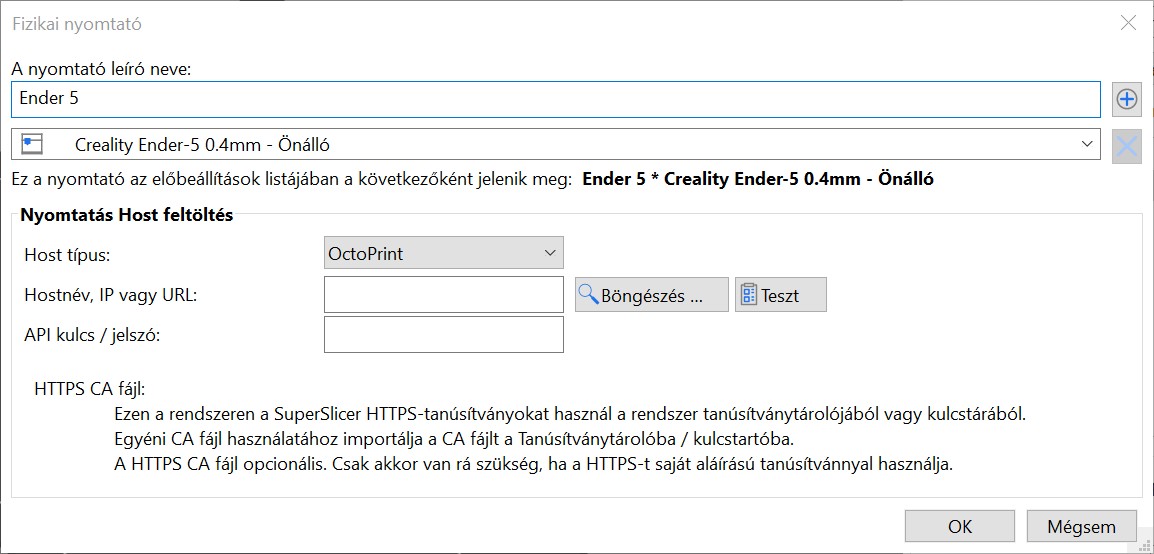 Fizikai nyomtató
A nyomtató leíró neve:
Ender 5
Creality Ender-5 0.4mm - Önálló
Ez a nyomtató az előbeállítások listájában a következőként jelenik meg: Ender 5 * Creality Ender-5 0.4mm - Önálló
Nyomtatás Host feltöltés
Host típus: OctoPrint
Hostnév, IP vagy URL: Böngészés ... Teszt
API kulcs / jelszó:
HTTPS CA fájl:
Ezen a rendszeren a SuperSlicer HTTPS-tanúsítványokat használ a rendszer tanúsítványtárolójából vagy kulcstárából.
Egyéni CA fájl használatához importálja a CA fájlt a Tanúsítványtárolóba / kulcstartóba.
A HTTPS CA fájl opcionális. Csak akkor van rá szükség, ha a HTTPS-t saját aláírású tanúsítvánnyal használja.
OK Mégsem